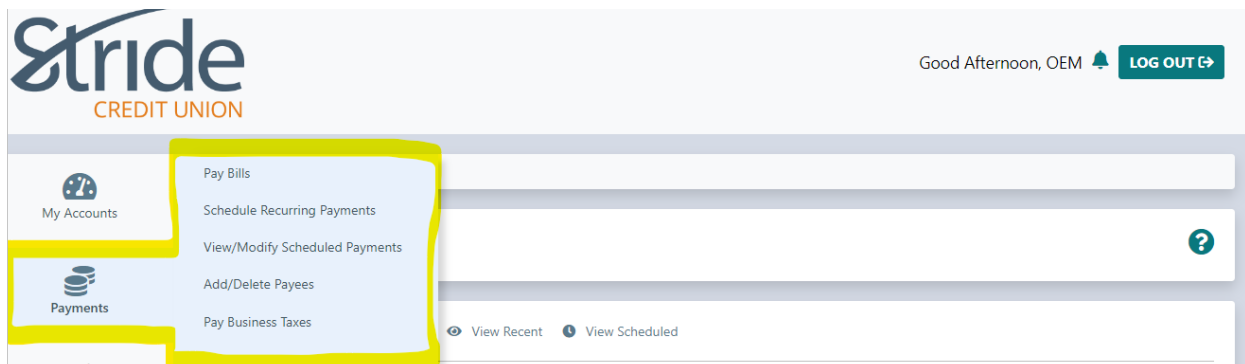 Stride
CREDIT UNION
Good Afternoon, OEM
LOG OUT
My Accounts
Payments
Pay Bills
Schedule Recurring Payments
View/Modify Scheduled Payments
Add/Delete Payees
Pay Business Taxes
?
View Recent
View Scheduled